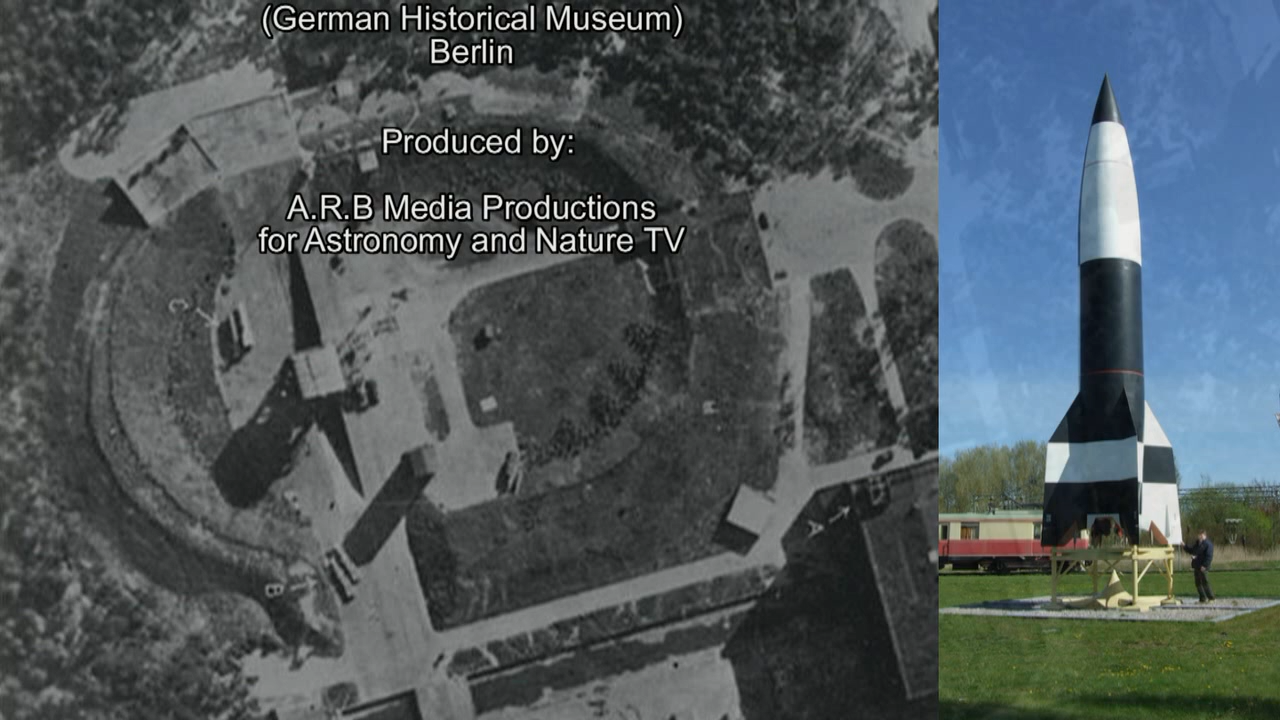 (German Historical Museum)
Berlin
Produced by:
A.R.B Media Productions
for Astronomy and Nature TV
C
B
A